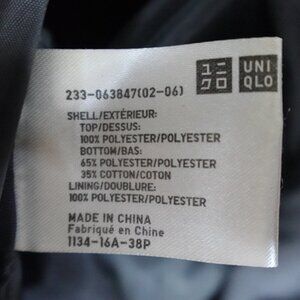 ユニ
クロ
UNI
QLO
233-063847(02-06)
SHELL/EXTÉRIEUR:
TOP/DESSUS:
100% POLYESTER/POLYESTER
BOTTOM/BAS:
65% POLYESTER/POLYESTER
35% COTTON/COTON
LINING/DOUBLURE:
100% POLYESTER/POLYESTER
MADE IN CHINA
Fabriqué en Chine
1134-16A-38P